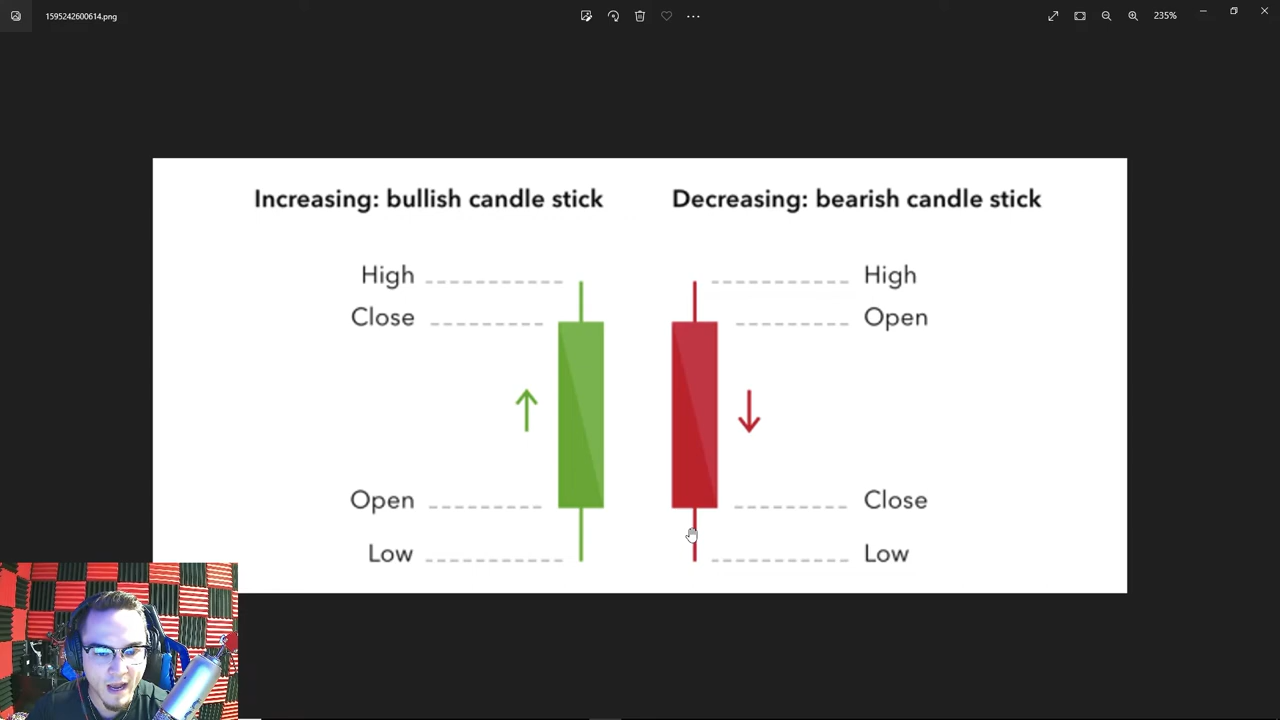 1595242600614.png
235%
Increasing: bullish candle stick
Decreasing: bearish candle stick
High
Close
Open
Low
High
Open
Close
Low